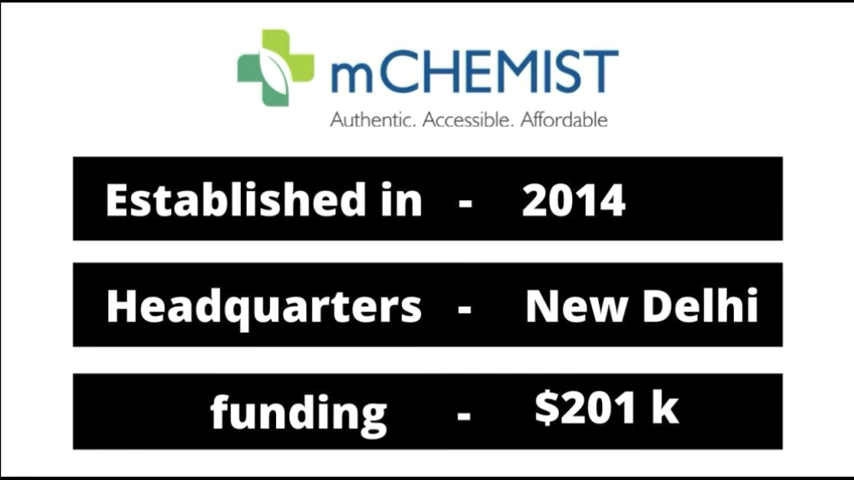 mCHEMIST
Authentic. Accessible. Affordable
Established in - 2014
Headquarters - New Delhi
funding - $201 k